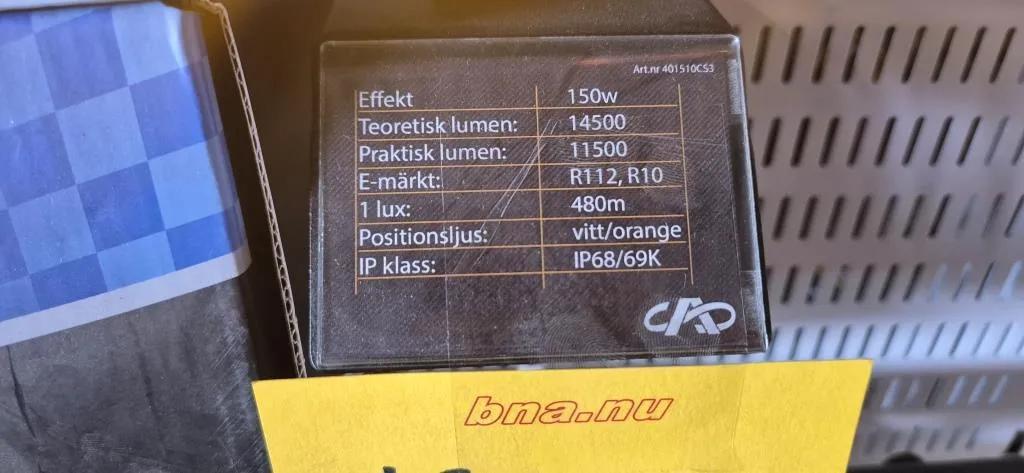 Art.nr 401510CS3
Effekt 150w
Teoretisk lumen: 14500
Praktisk lumen: 11500
E-märkt: R112, R10
1 lux: 480m
Positionsljus: vitt/orange
IP klass: IP68/69K
bna.nu